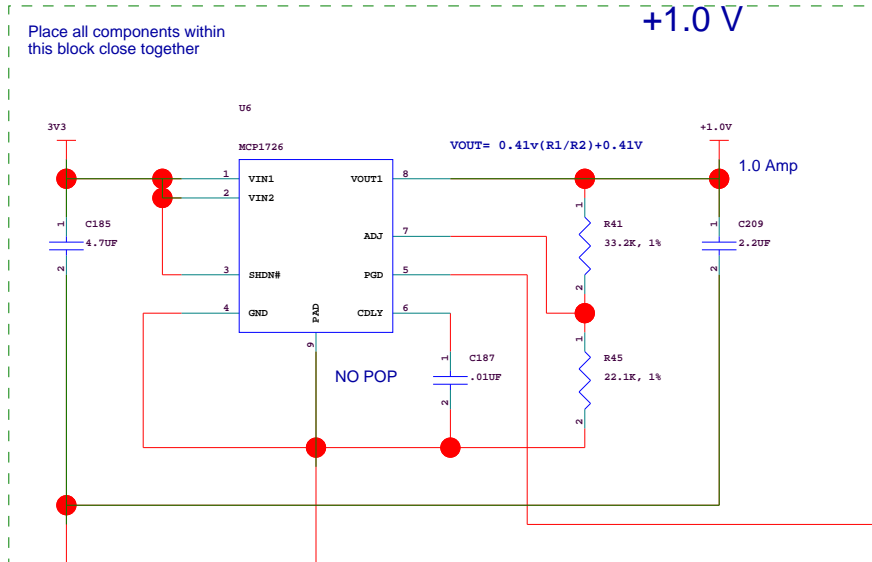 +1.0 V
Place all components within
this block close together
U6
3V3
+1.0V
MCP1726
VOUT= 0.41v(R1/R2)+0.41V
1.0 Amp
1 VIN1 VOUT1 8
2 VIN2
1 C185
4.7UF
2
ADJ 7
1 R41
33.2K, 1%
2
1 C209
2.2UF
2
3 SHDN# PGD 5
4 GND CDLY 6
PAD
9
NO POP
1 C187
.01UF
2
1 R45
22.1K, 1%
2